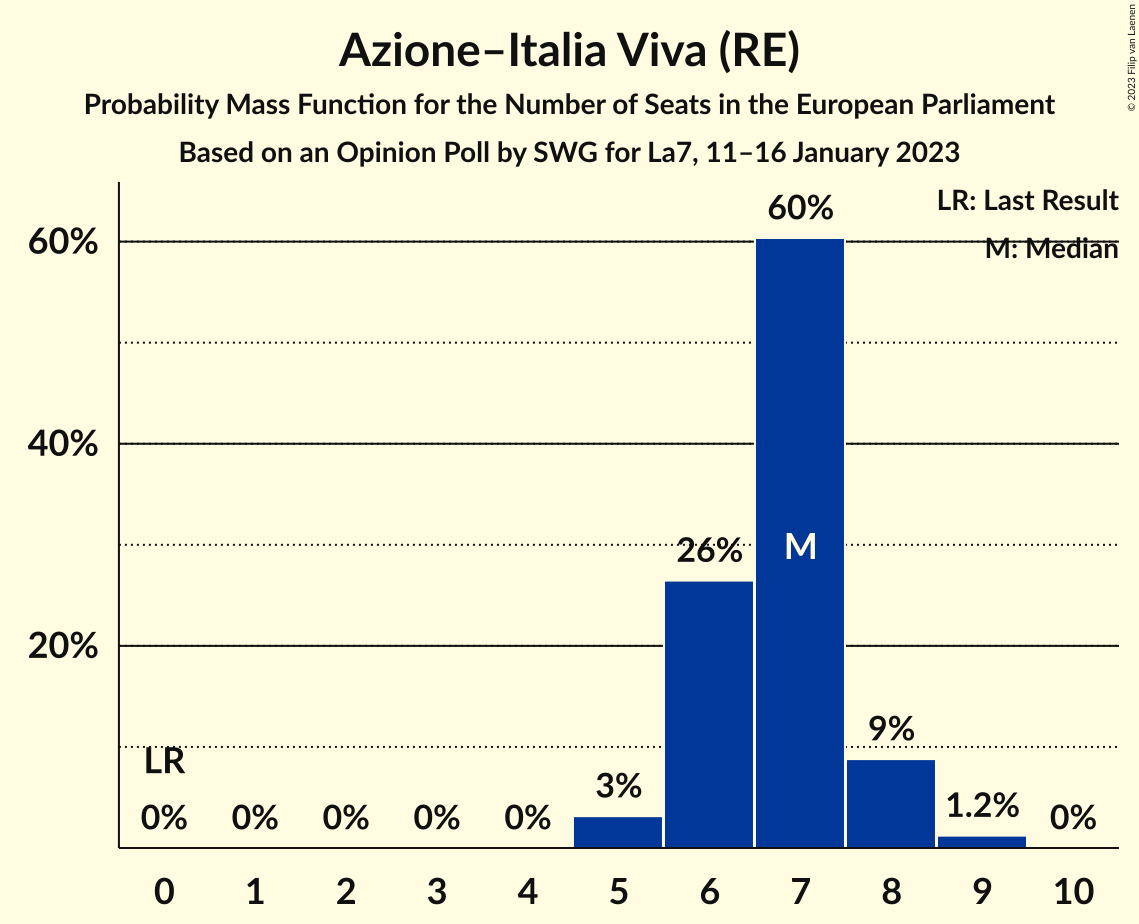 Azione–Italia Viva (RE)
Probability Mass Function for the Number of Seats in the European Parliament
Based on an Opinion Poll by SWG for La7, 11–16 January 2023
© 2023 Filip van Laenen
LR: Last Result
M: Median
60%
40%
20%
60%
26%
M
9%
LR
3%
1.2%
0% 0% 0% 0% 0% 0%
0 1 2 3 4 5 6 7 8 9 10